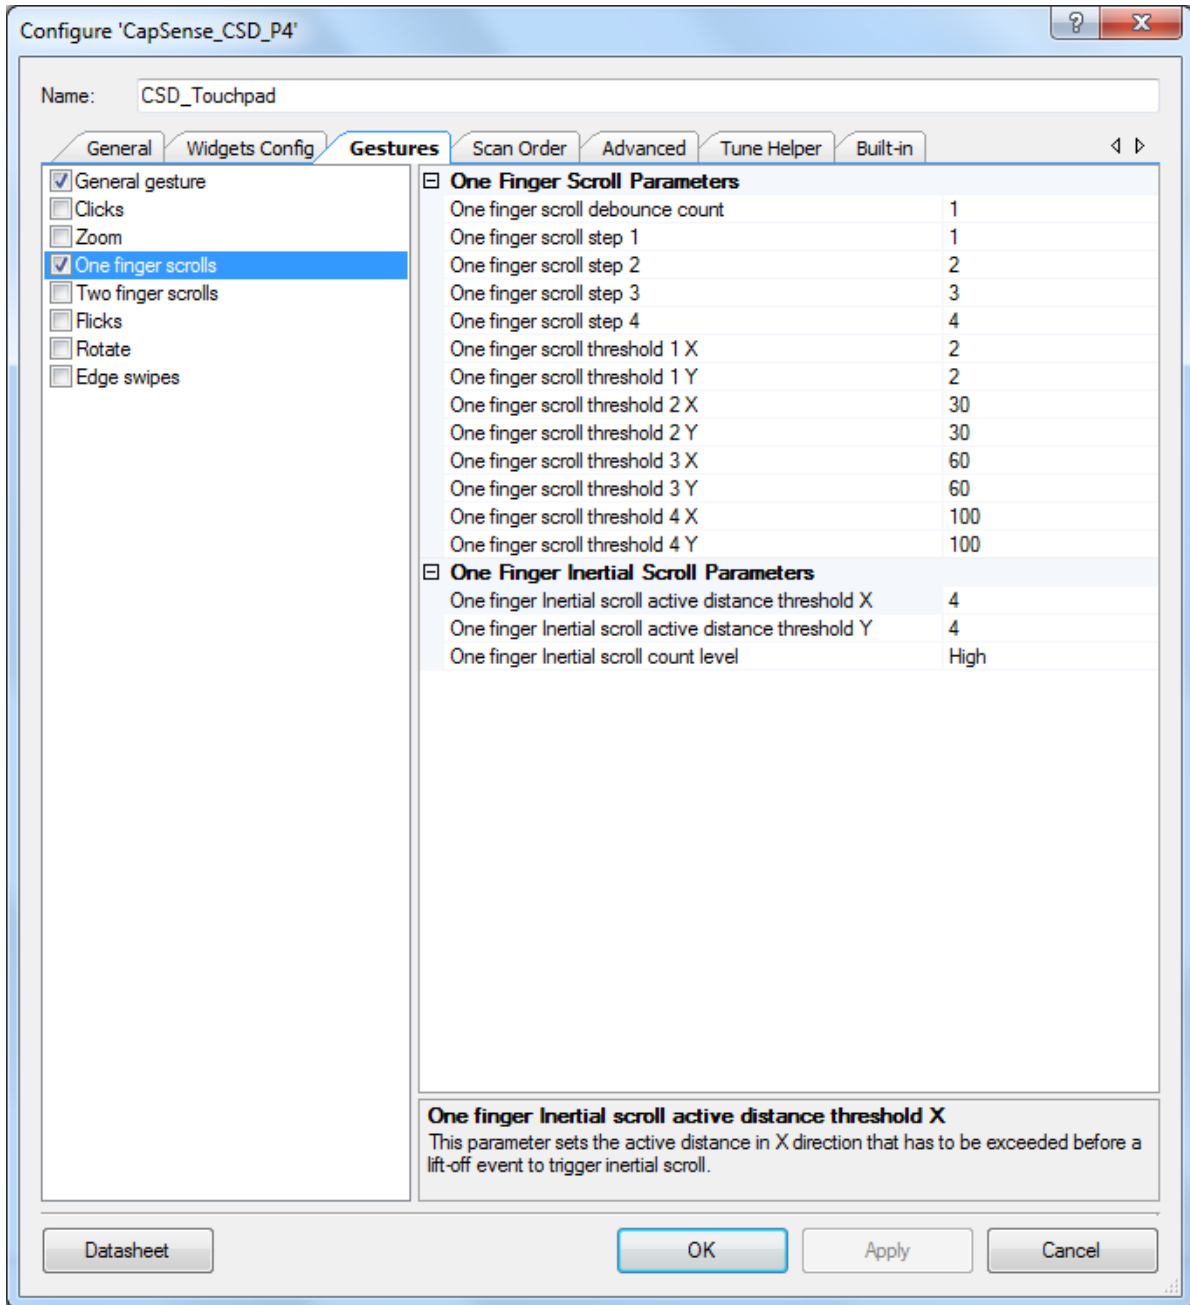 Configure 'CapSense_CSD_P4'
Name: CSD_Touchpad
General Widgets Config Gestures Scan Order Advanced Tune Helper Built-in
General gesture
Clicks
Zoom
One finger scrolls
Two finger scrolls
Flicks
Rotate
Edge swipes
One Finger Scroll Parameters
One finger scroll debounce count 1
One finger scroll step 1 1
One finger scroll step 2 2
One finger scroll step 3 3
One finger scroll step 4 4
One finger scroll threshold 1 X 2
One finger scroll threshold 1 Y 2
One finger scroll threshold 2 X 30
One finger scroll threshold 2 Y 30
One finger scroll threshold 3 X 60
One finger scroll threshold 3 Y 60
One finger scroll threshold 4 X 100
One finger scroll threshold 4 Y 100
One Finger Inertial Scroll Parameters
One finger Inertial scroll active distance threshold X 4
One finger Inertial scroll active distance threshold Y 4
One finger Inertial scroll count level High
One finger Inertial scroll active distance threshold X
This parameter sets the active distance in X direction that has to be exceeded before a
lift-off event to trigger inertial scroll.
Datasheet OK Apply Cancel